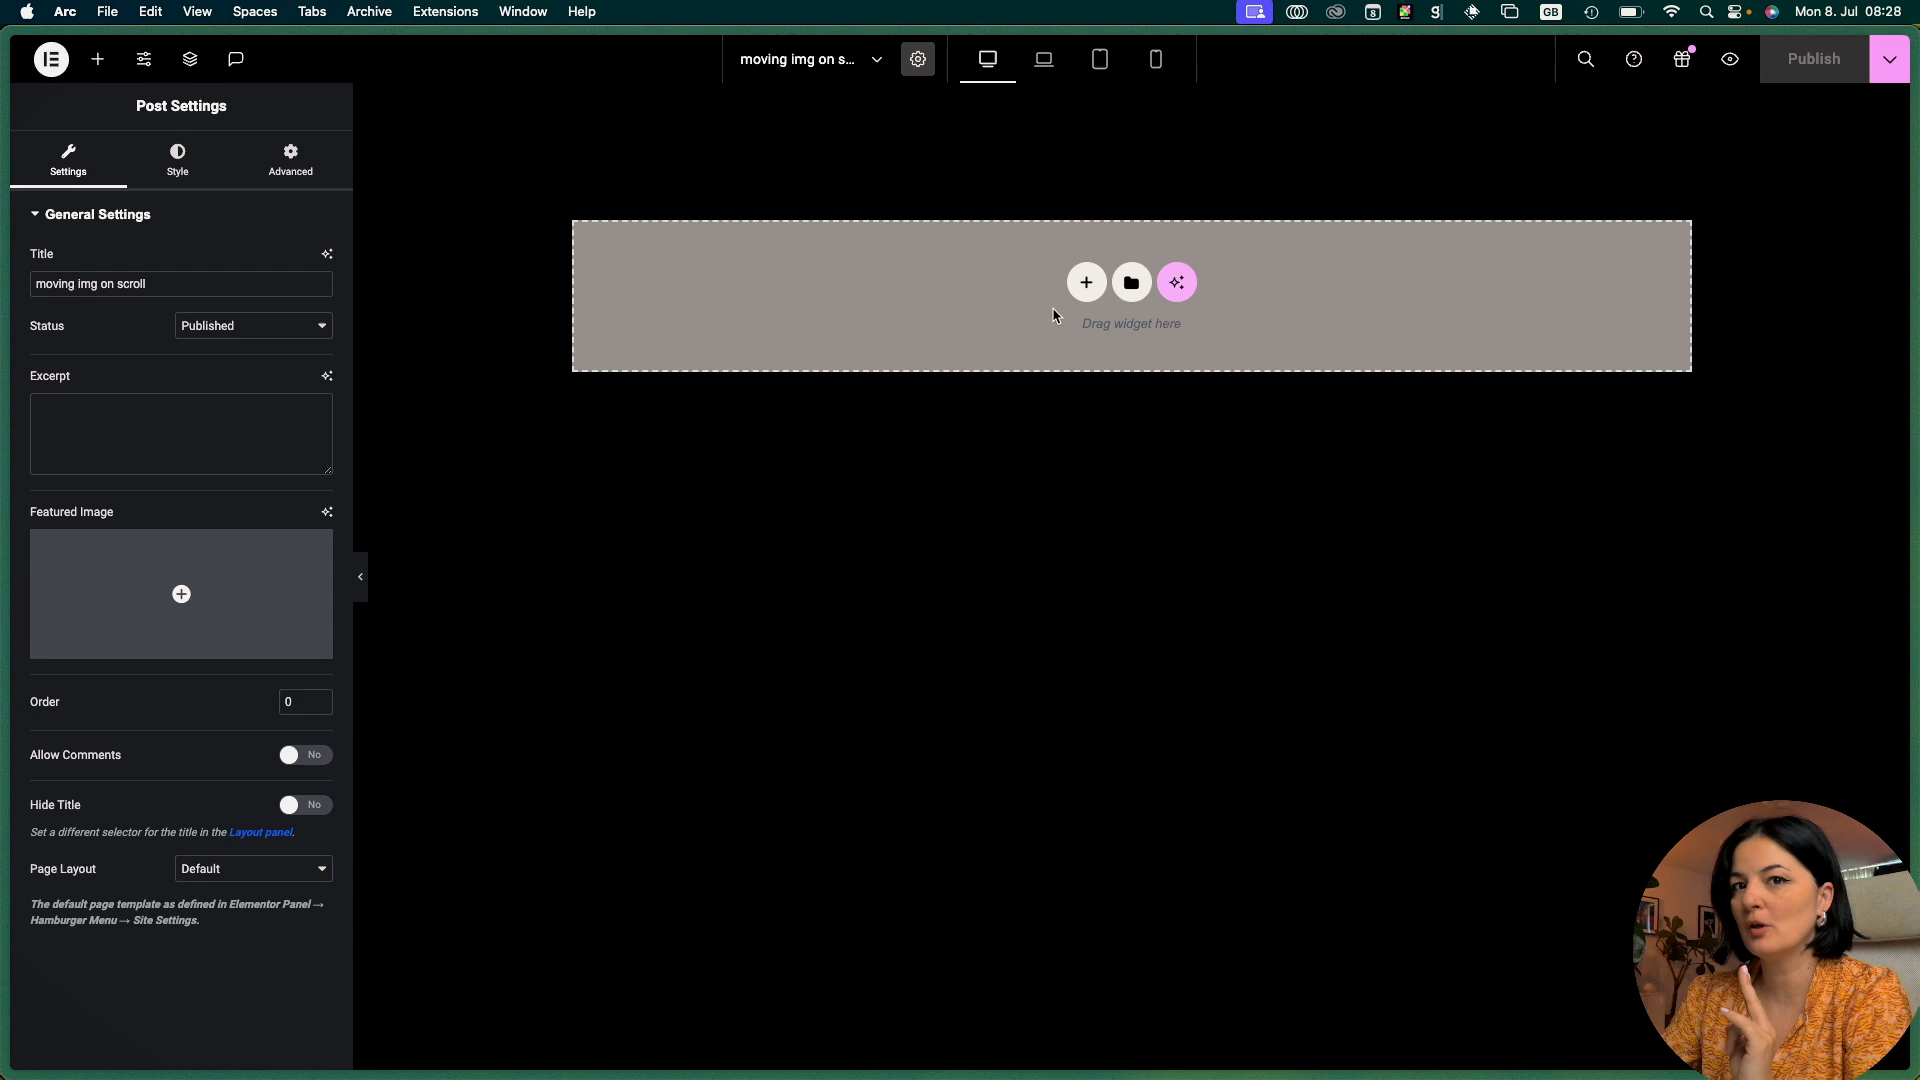 Arc File Edit View Spaces Tabs Archive Extensions Window Help
GB
Mon 8. Jul 08:28
moving img on s...
Publish
Post Settings
Settings
Style
Advanced
General Settings
Title
moving img on scroll
Status
Published
Excerpt
Featured Image
Order
0
Allow Comments
No
Hide Title
No
Set a different selector for the title in the Layout panel.
Page Layout
Default
The default page template as defined in Elementor Panel →
Hamburger Menu → Site Settings.
Drag widget here